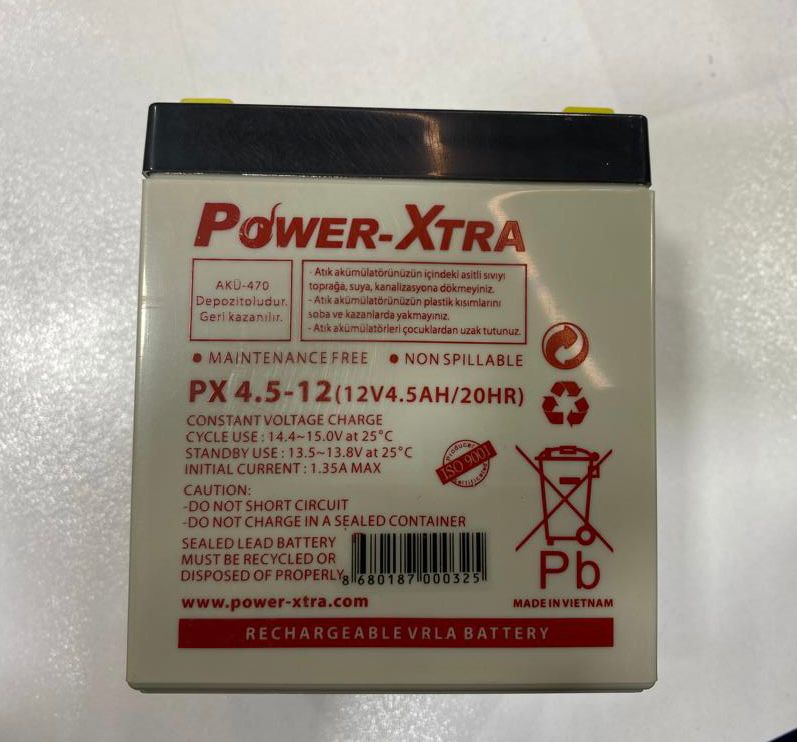 POWER-XTRA
AKÜ-470
Depozitoludur.
Geri kazanılır.
- Atık akümülatörünüzün içindeki asitli sıvıyı
toprağa, suya, kanalizasyona dökmeyiniz.
- Atık akümülatörünüzün plastik kısımlarını
soba ve kazanlarda yakmayınız.
- Atık akümülatörleri çocuklardan uzak tutunuz.
• MAINTENANCE FREE • NON SPILLABLE
PX 4.5-12 (12V4.5AH/20HR)
CONSTANT VOLTAGE CHARGE
CYCLE USE : 14.4~15.0V at 25°C
STANDBY USE : 13.5~13.8V at 25°C
INITIAL CURRENT : 1.35A MAX
producer
ISO 9001
certificated
CAUTION:
-DO NOT SHORT CIRCUIT
-DO NOT CHARGE IN A SEALED CONTAINER
SEALED LEAD BATTERY
MUST BE RECYCLED OR
DISPOSED OF PROPERLY
8 680187 000325
Pb
www.power-xtra.com
MADE IN VIETNAM
RECHARGEABLE VRLA BATTERY